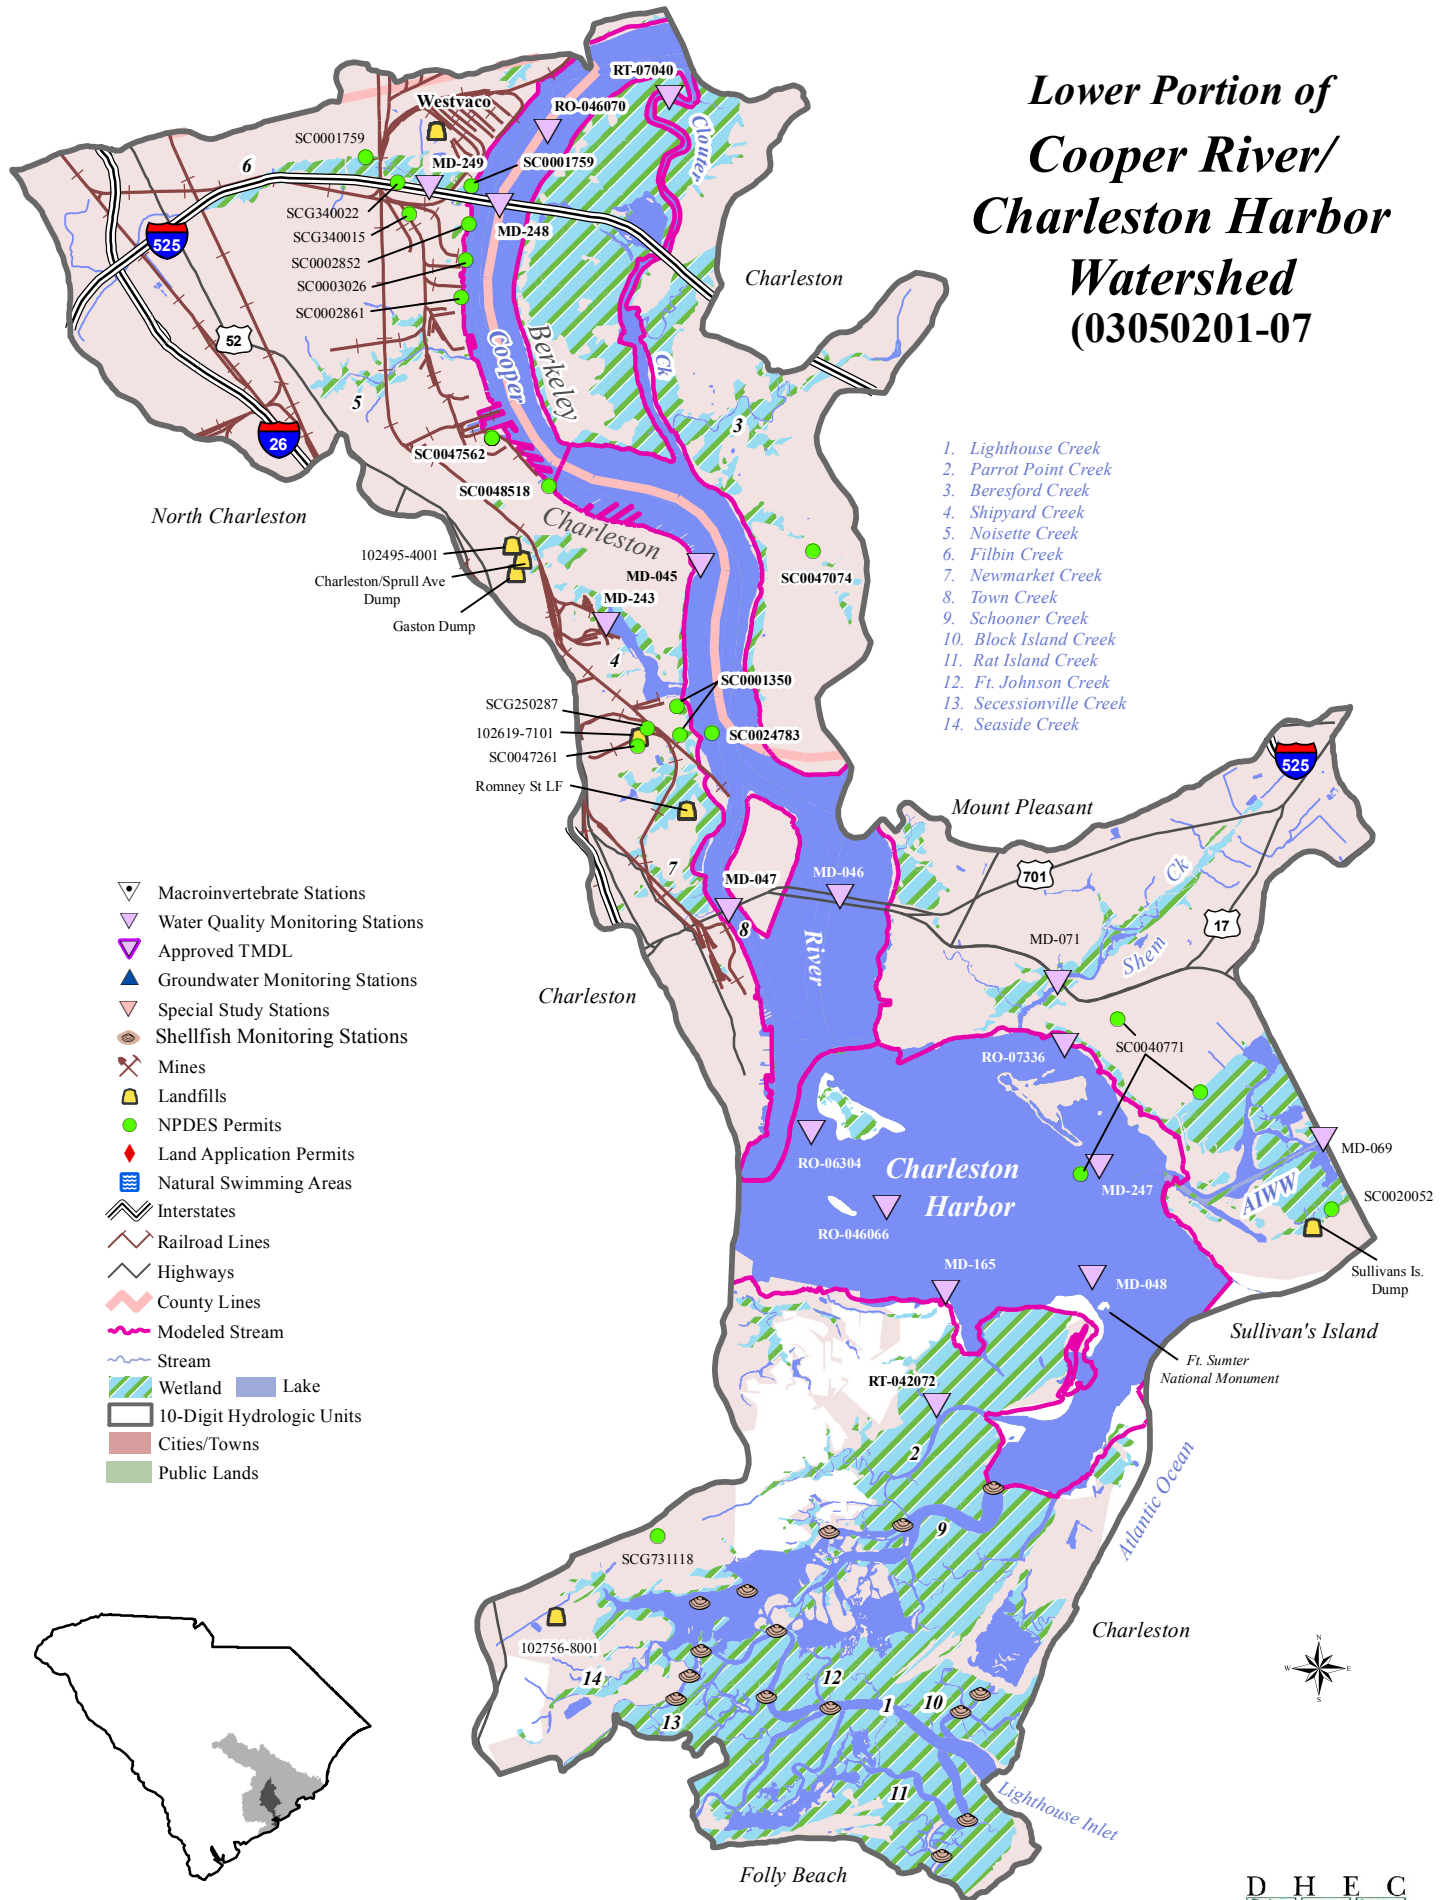 Lower Portion of
Cooper River/
Charleston Harbor
Watershed
(03050201-07
RT-07040
Westvaco
RO-046070
SC0001759
Clouter
6
MD-249
SC0001759
SCG340022
SCG340015
MD-248
525
SC0002852
SC0003026
SC0002861
Charleston
52
Cooper
Berkeley
Ck
5
3
26
SC0047562
SC0048518
North Charleston
Charleston
102495-4001
Charleston/Sprull Ave
Dump
Gaston Dump
MD-045
SC0047074
MD-243
4
SC0001350
SCG250287
102619-7101
SC0047261
SC0024783
Romney St LF
1. Lighthouse Creek
2. Parrot Point Creek
3. Beresford Creek
4. Shipyard Creek
5. Noisette Creek
6. Filbin Creek
7. Newmarket Creek
8. Town Creek
9. Schooner Creek
10. Block Island Creek
11. Rat Island Creek
12. Ft. Johnson Creek
13. Secessionville Creek
14. Seaside Creek
525
Mount Pleasant
7
MD-047
MD-046
701
Ck
17
8
River
MD-071
Shem
Charleston
RO-07336
SC0040771
RO-06304
Charleston
Harbor
MD-247
MD-069
AIWW
SC0020052
RO-046066
MD-165
MD-048
Sullivans Is.
Dump
Sullivan's Island
Ft. Sumter
National Monument
RT-042072
2
Atlantic Ocean
9
SCG731118
102756-8001
14
13
12
1
10
11
Charleston
Lighthouse Inlet
Folly Beach
Macroinvertebrate Stations
Water Quality Monitoring Stations
Approved TMDL
Groundwater Monitoring Stations
Special Study Stations
Shellfish Monitoring Stations
Mines
Landfills
NPDES Permits
Land Application Permits
Natural Swimming Areas
Interstates
Railroad Lines
Highways
County Lines
Modeled Stream
Stream
Wetland Lake
10-Digit Hydrologic Units
Cities/Towns
Public Lands
N
W E
S
D H E C